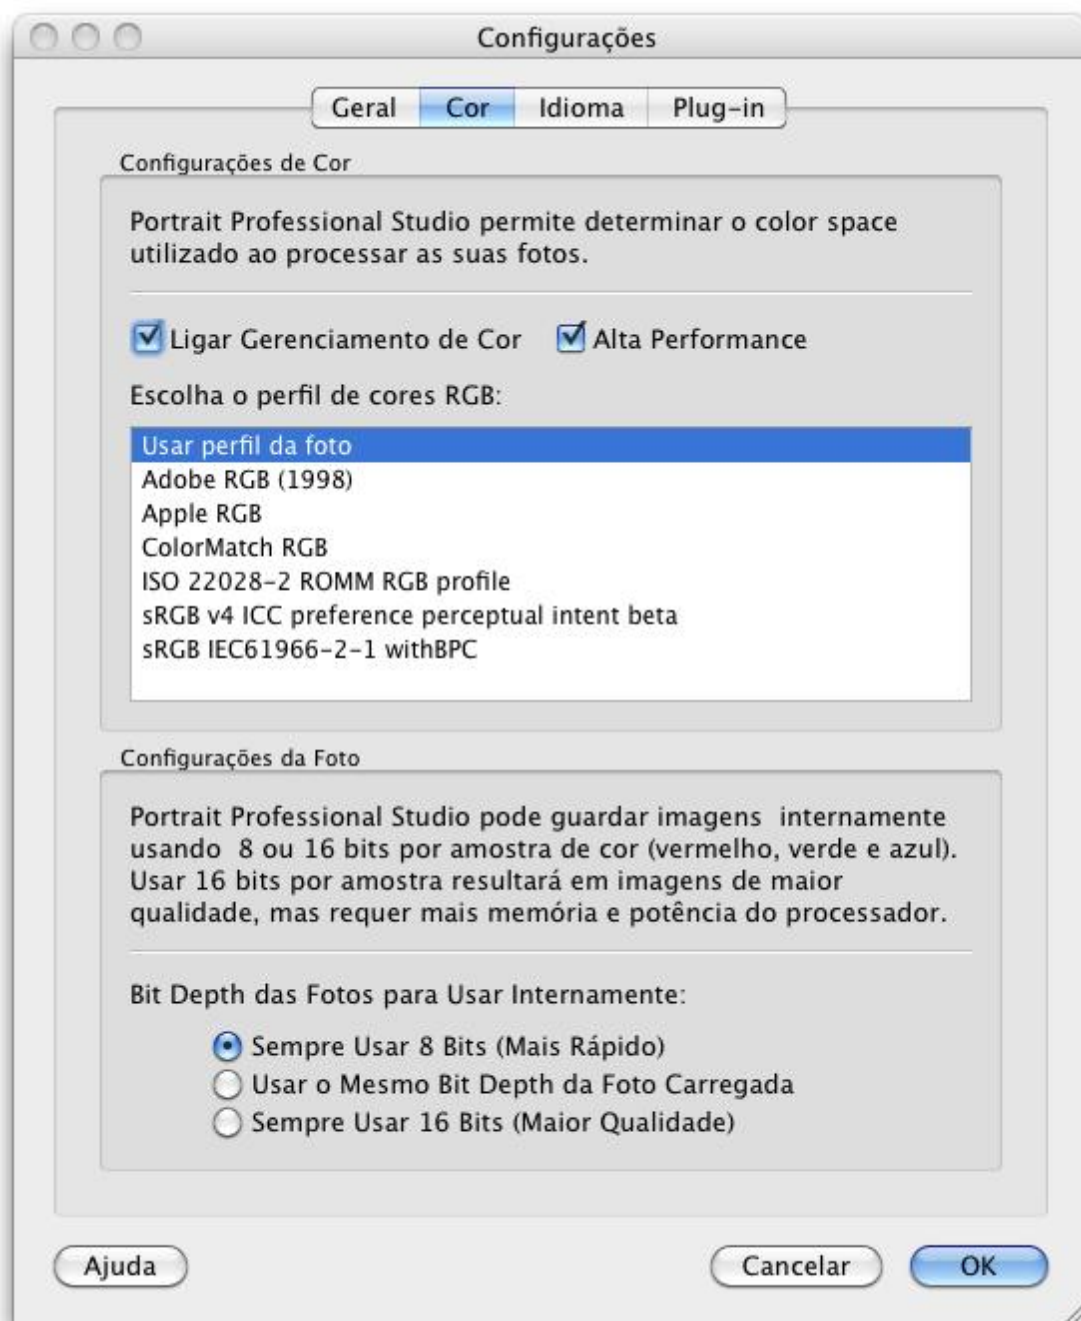 Configurações
Geral Cor Idioma Plug-in
Configurações de Cor
Portrait Professional Studio permite determinar o color space
utilizado ao processar as suas fotos.
Ligar Gerenciamento de Cor Alta Performance
Escolha o perfil de cores RGB:
Usar perfil da foto
Adobe RGB (1998)
Apple RGB
ColorMatch RGB
ISO 22028-2 ROMM RGB profile
sRGB v4 ICC preference perceptual intent beta
sRGB IEC61966-2-1 withBPC
Configurações da Foto
Portrait Professional Studio pode guardar imagens internamente
usando 8 ou 16 bits por amostra de cor (vermelho, verde e azul).
Usar 16 bits por amostra resultará em imagens de maior
qualidade, mas requer mais memória e potência do processador.
Bit Depth das Fotos para Usar Internamente:
Sempre Usar 8 Bits (Mais Rápido)
Usar o Mesmo Bit Depth da Foto Carregada
Sempre Usar 16 Bits (Maior Qualidade)
Ajuda Cancelar OK